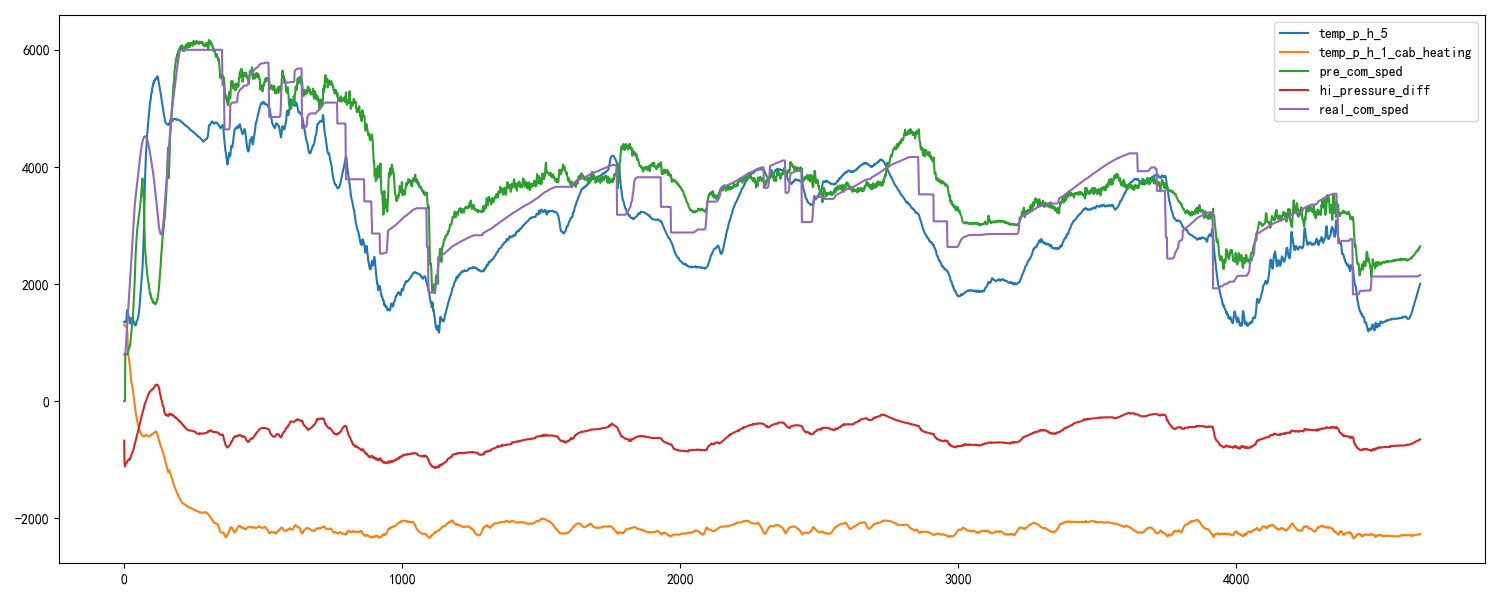 temp_p_h_5
temp_p_h_1_cab_heating
pre_com_sped
hi_pressure_diff
real_com_sped
6000
4000
2000
0
−2000
0 1000 2000 3000 4000